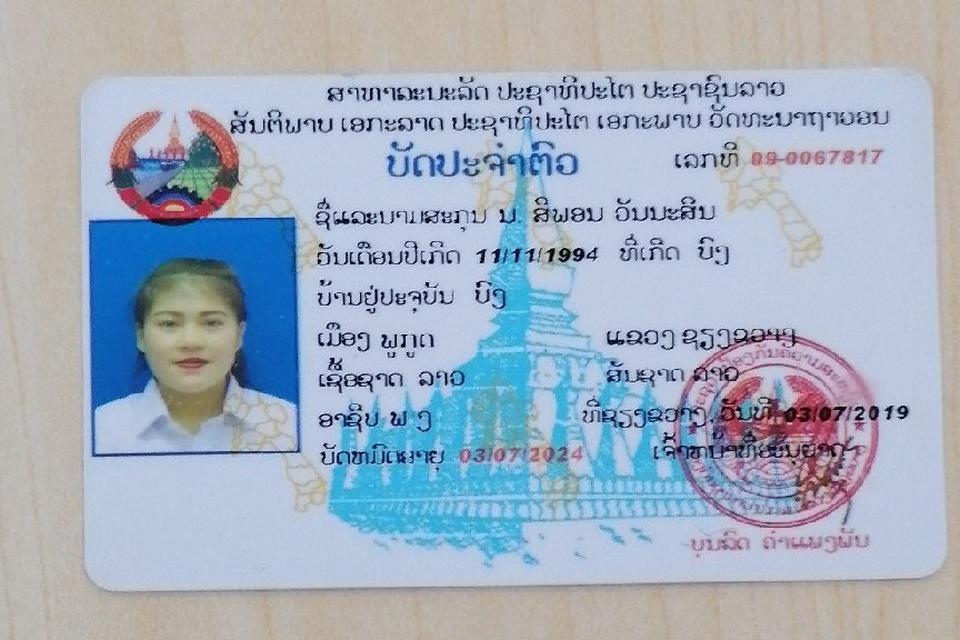 ສາທາລະນະລັດ ປະຊາທິປະໄຕ ປະຊາຊົນລາວ
ສັນຕິພາບ ເອກະລາດ ປະຊາທິປະໄຕ ເອກະພາບ ວັດທະນາຖາວອນ
ບັດປະຈຳຕົວ ເລກທີ 09-0067817
ຊື່ແລະນາມສະກຸນ ນ. ສີພອນ ວັນນະສິນ
ວັນເດືອນປີເກີດ 11/11/1994 ທີ່ເກີດ ບົງ
ບ້ານຢູ່ປະຈຸບັນ ບົງ
ເມືອງ ພູກູດ ແຂວງ ຊຽງຂວາງ
ເຊື້ອຊາດ ລາວ ສັນຊາດ ລາວ
ອາຊີບ ພ ງ ທີ່ຊຽງຂວາງ, ວັນທີ 03/07/2019
ບັດຫມົດອາຍຸ 03/07/2024 ເຈົ້າຫນ້າທີ່ອະນຸຍາດ
ບຸນລົດ ຄຳແພງພັນ